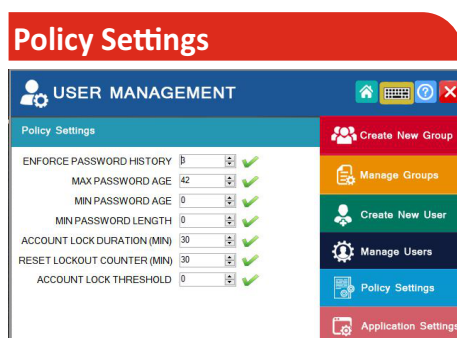 Policy Settings
USER MANAGEMENT
Policy Settings
ENFORCE PASSWORD HISTORY 3
MAX PASSWORD AGE 42
MIN PASSWORD AGE 0
MIN PASSWORD LENGTH 0
ACCOUNT LOCK DURATION (MIN) 30
RESET LOCKOUT COUNTER (MIN) 30
ACCOUNT LOCK THRESHOLD 0
Create New Group
Manage Groups
Create New User
Manage Users
Policy Settings
Application Settings